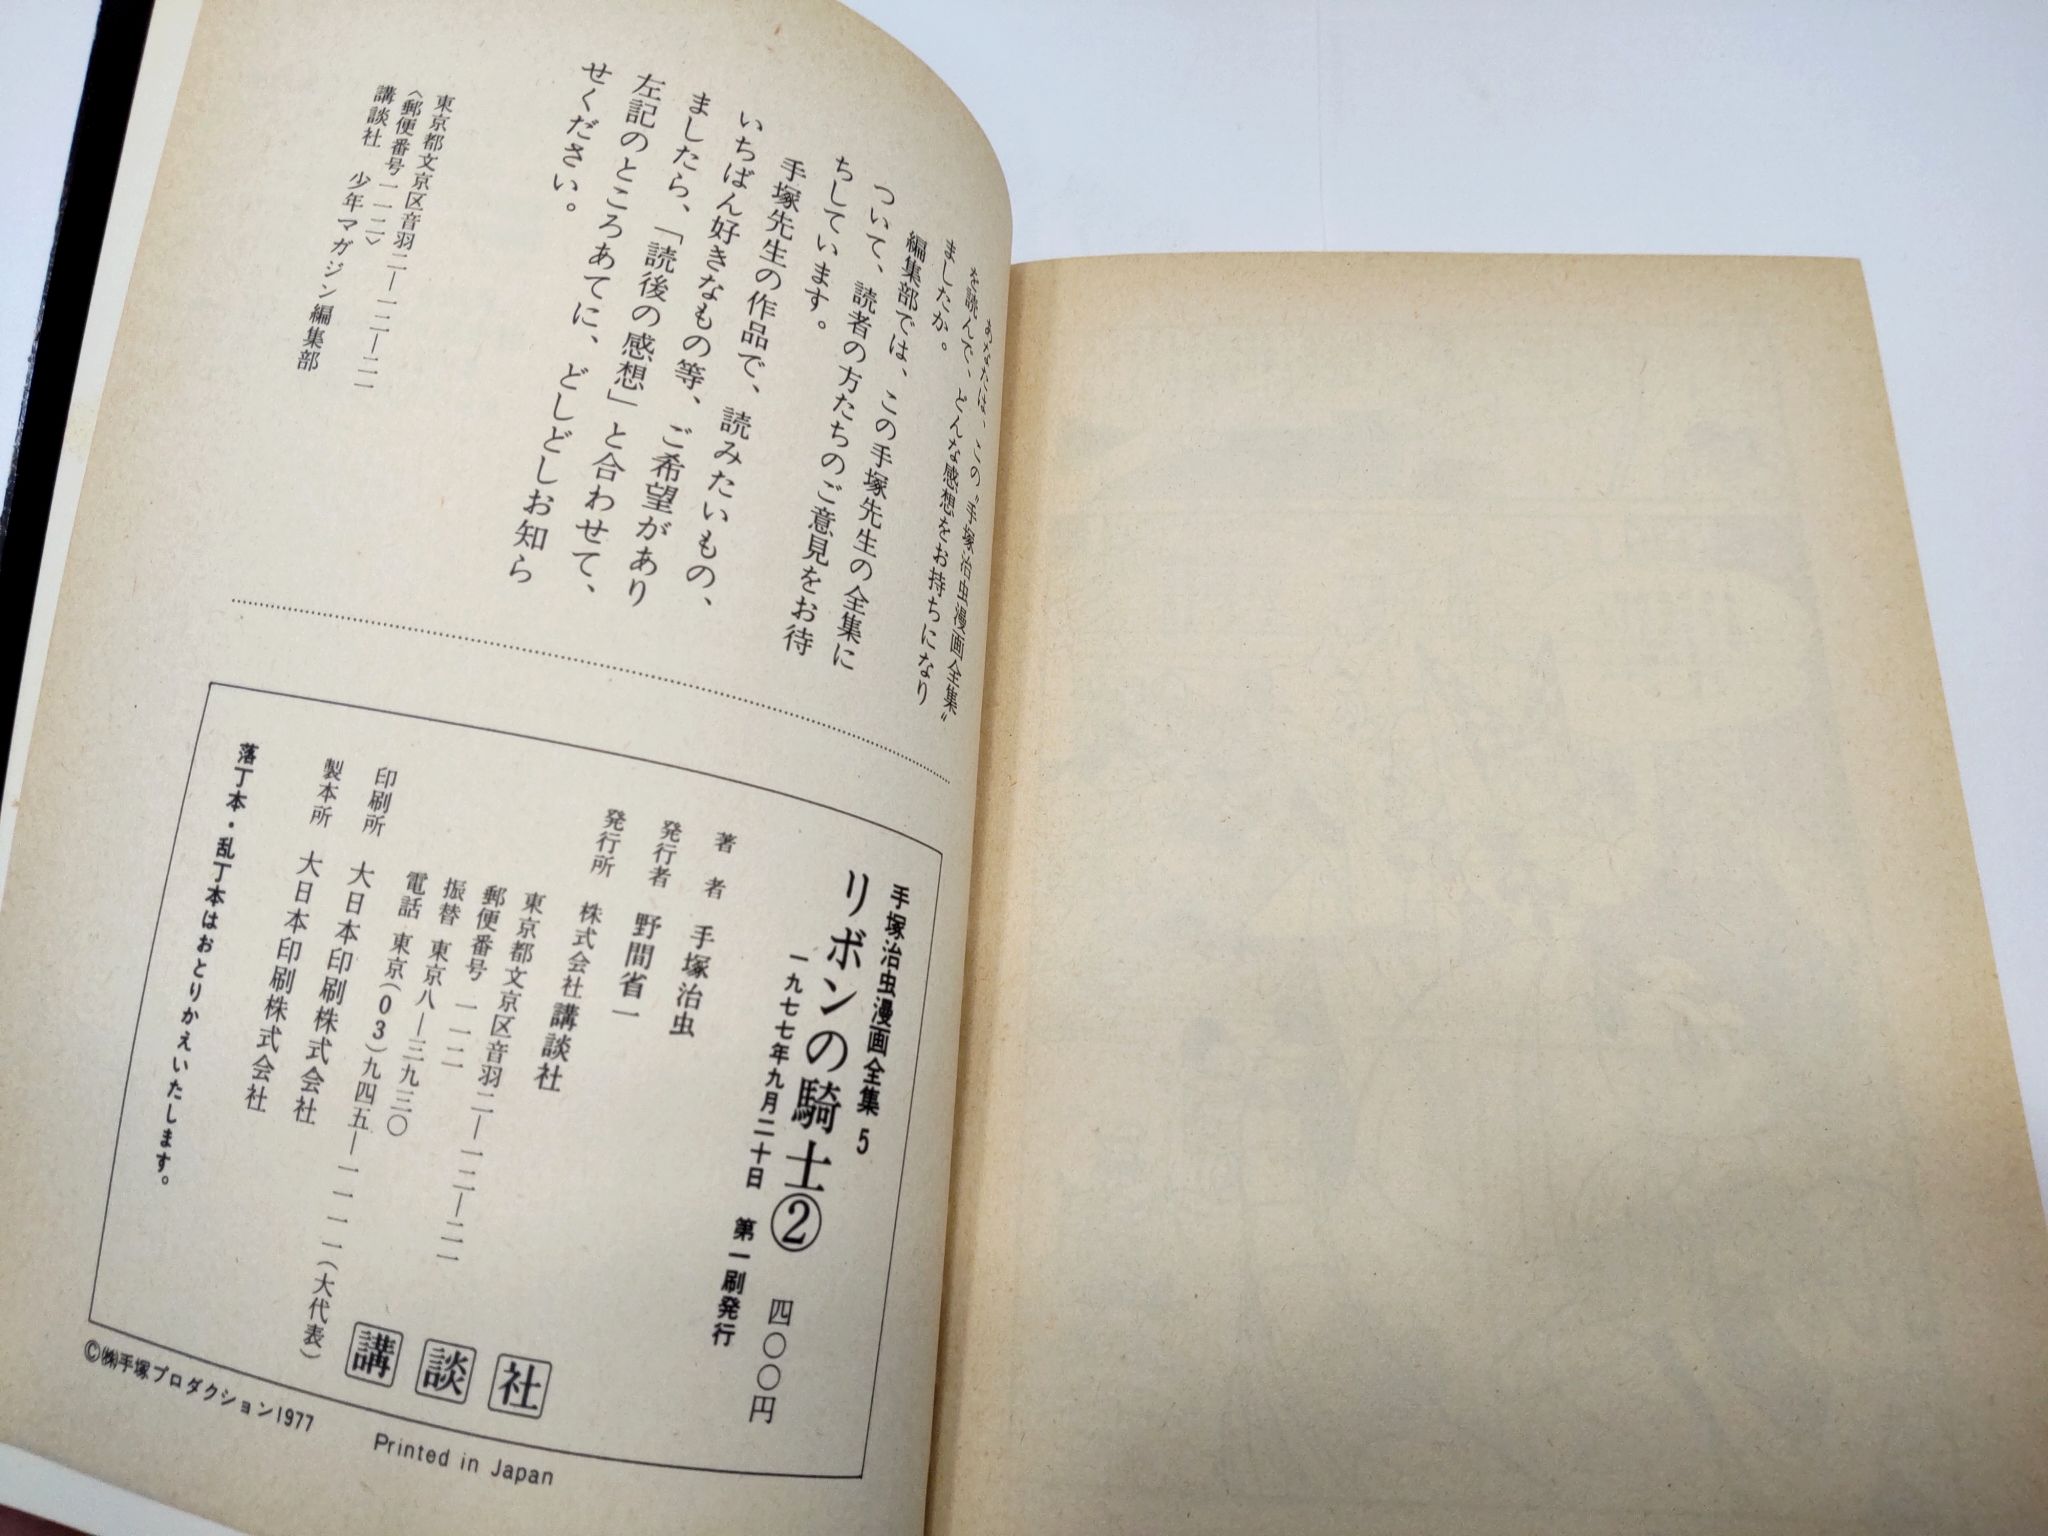 あなたは、この"手塚治虫漫画全集"
を読んで、どんな感想をお持ちになり
ましたか。
編集部では、この手塚先生の全集に
ついて、読者の方たちのご意見をお待
ちしています。
手塚先生の作品で、読みたいもの、
いちばん好きなもの等、ご希望があり
ましたら、「読後の感想」と合わせて、
左記のところあてに、どしどしお知ら
せください。
東京都文京区音羽二―一二―二一
〈郵便番号一一二〉
講談社 少年マガジン編集部
手塚治虫漫画全集 5
リボンの騎士② 四〇〇円
一九七七年九月二十日 第一刷発行
著者 手塚治虫
発行者 野間省一
発行所 株式会社講談社
東京都文京区音羽二―一二―二一
郵便番号 一一二
振替 東京八―三九三〇
電話 東京(03)九四五―一一一一(大代表)
印刷所 大日本印刷株式会社
製本所 大日本印刷株式会社
落丁本・乱丁本はおとりかえいたします。
講談社
©㈱手塚プロダクション1977
Printed in Japan